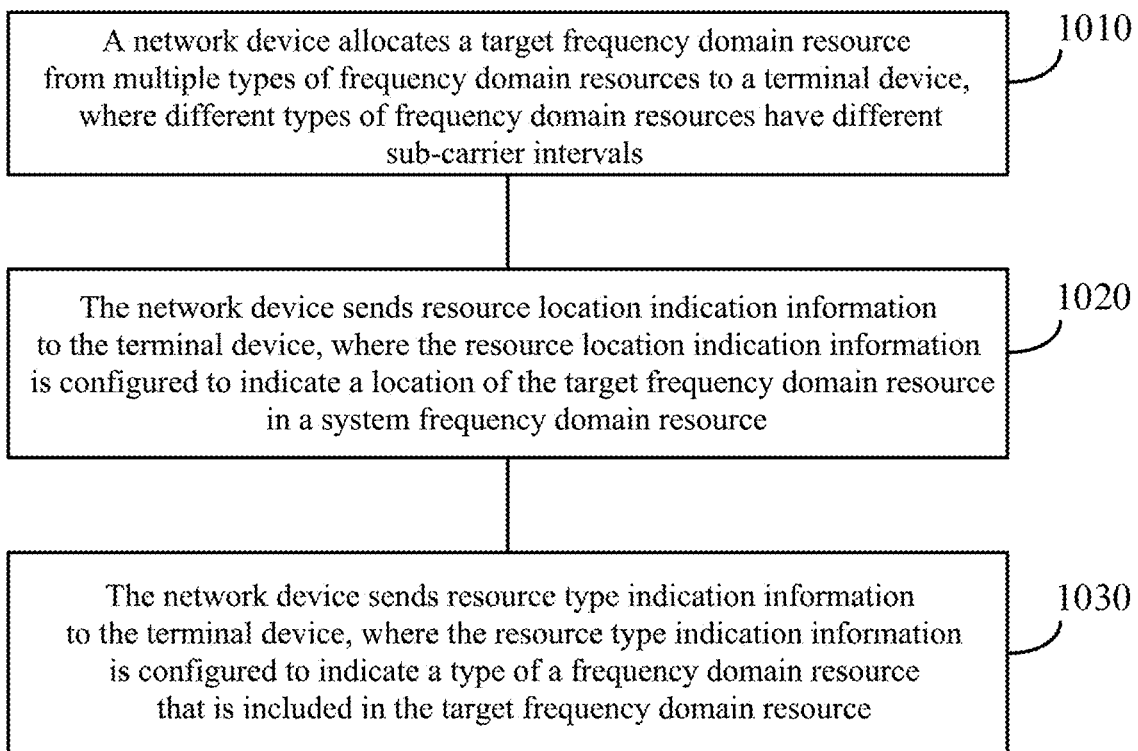 1010
A network device allocates a target frequency domain resource
from multiple types of frequency domain resources to a terminal device,
where different types of frequency domain resources have different
sub-carrier intervals
1020
The network device sends resource location indication information
to the terminal device, where the resource location indication information
is configured to indicate a location of the target frequency domain resource
in a system frequency domain resource
1030
The network device sends resource type indication information
to the terminal device, where the resource type indication information
is configured to indicate a type of a frequency domain resource
that is included in the target frequency domain resource